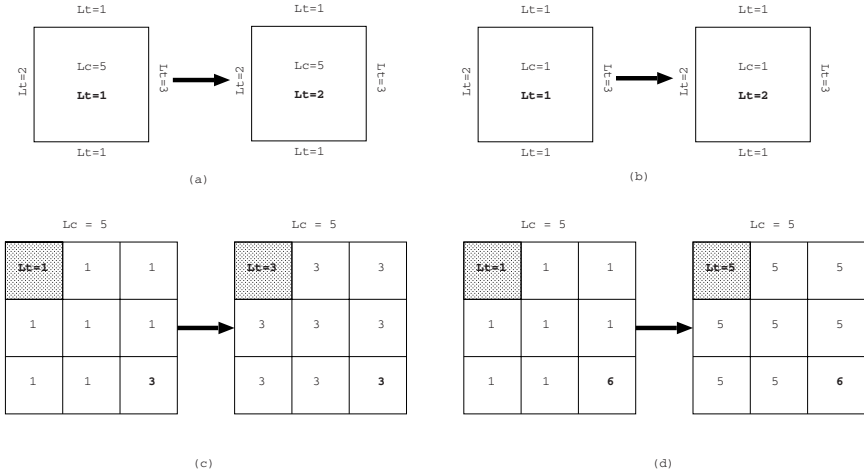 Lt=1 Lt=1 Lt=1 Lt=1
Lt=2 Lc=5 Lt=3 Lt=2 Lc=5 Lt=3 Lt=2 Lc=1 Lt=3 Lt=2 Lc=1 Lt=3
Lt=1 Lt=2 Lt=1 Lt=2
Lt=1 Lt=1 Lt=1 Lt=1
(a) (b)
Lc = 5 Lc = 5 Lc = 5 Lc = 5
Lt=1 1 1 Lt=3 3 3 Lt=1 1 1 Lt=5 5 5
1 1 1 3 3 3 1 1 1 5 5 5
1 1 3 3 3 3 1 1 6 5 5 6
(c) (d)